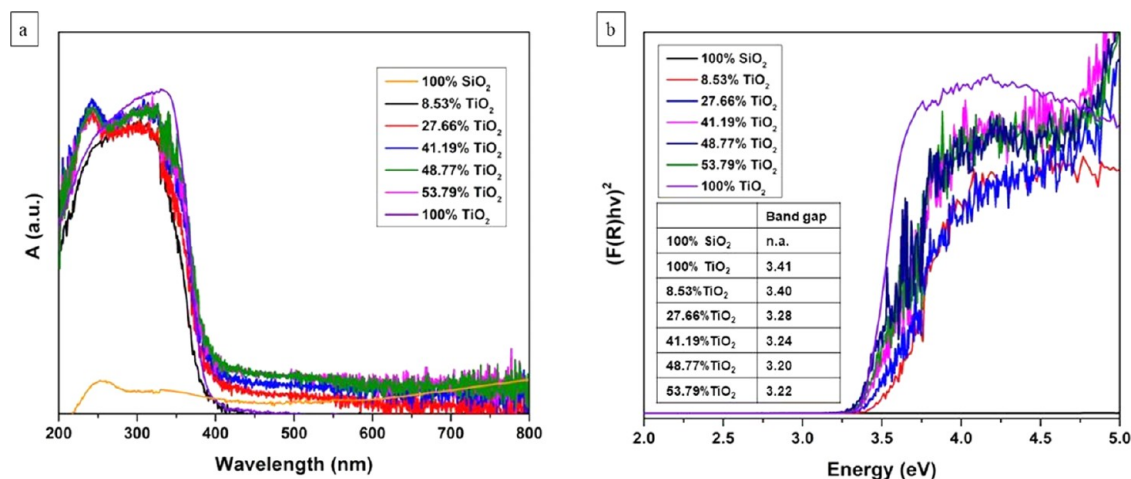 a
100% SiO₂
8.53% TiO₂
27.66% TiO₂
41.19% TiO₂
48.77% TiO₂
53.79% TiO₂
100% TiO₂
A (a.u.)
200 300 400 500 600 700 800
Wavelength (nm)
b
100% SiO₂
8.53% TiO₂
27.66% TiO₂
41.19% TiO₂
48.77% TiO₂
53.79% TiO₂
100% TiO₂
Band gap
100% SiO₂ n.a.
100% TiO₂ 3.41
8.53%TiO₂ 3.40
27.66%TiO₂ 3.28
41.19%TiO₂ 3.24
48.77%TiO₂ 3.20
53.79%TiO₂ 3.22
(F(R)hv)²
2.0 2.5 3.0 3.5 4.0 4.5 5.0
Energy (eV)